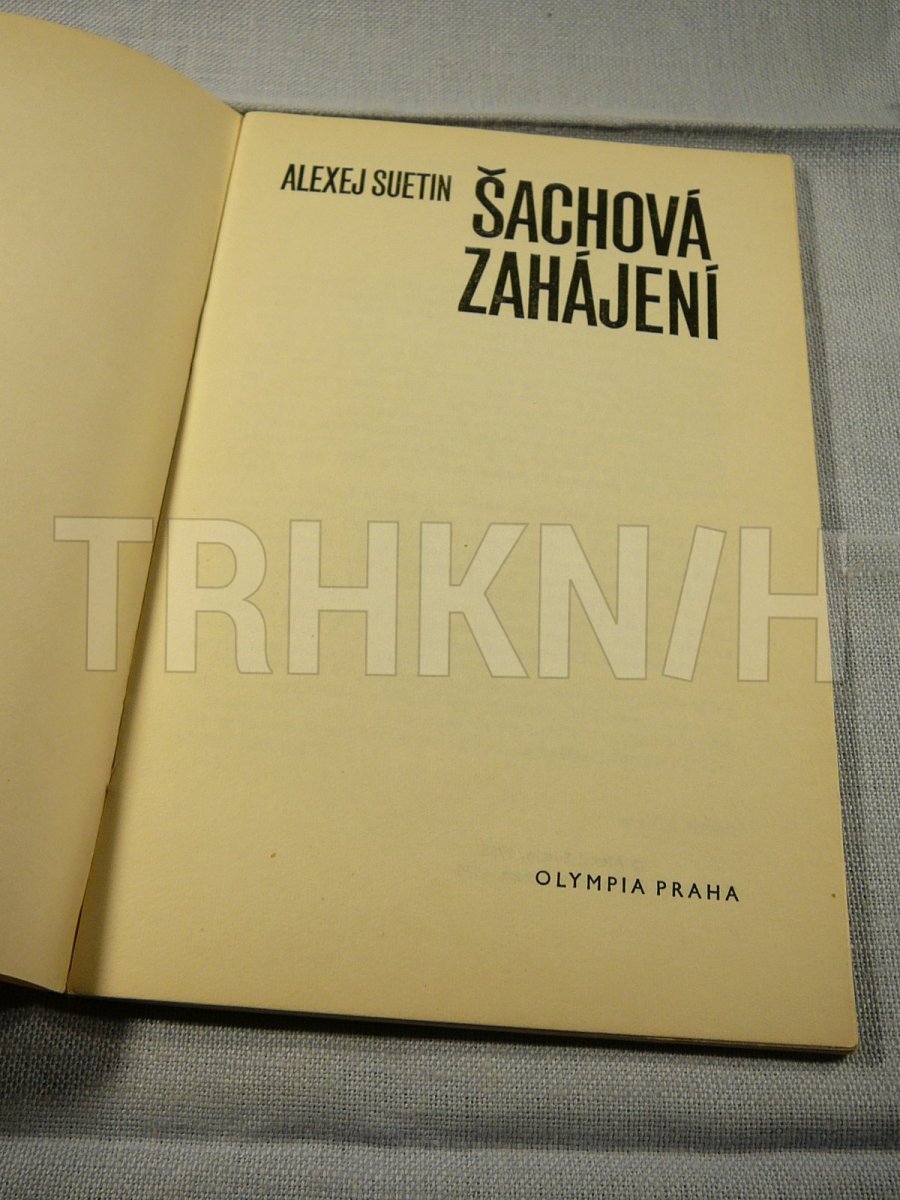 ALEXEJ SUETIN
ŠACHOVÁ
ZAHÁJENÍ
TRHKNIH
OLYMPIA PRAHA